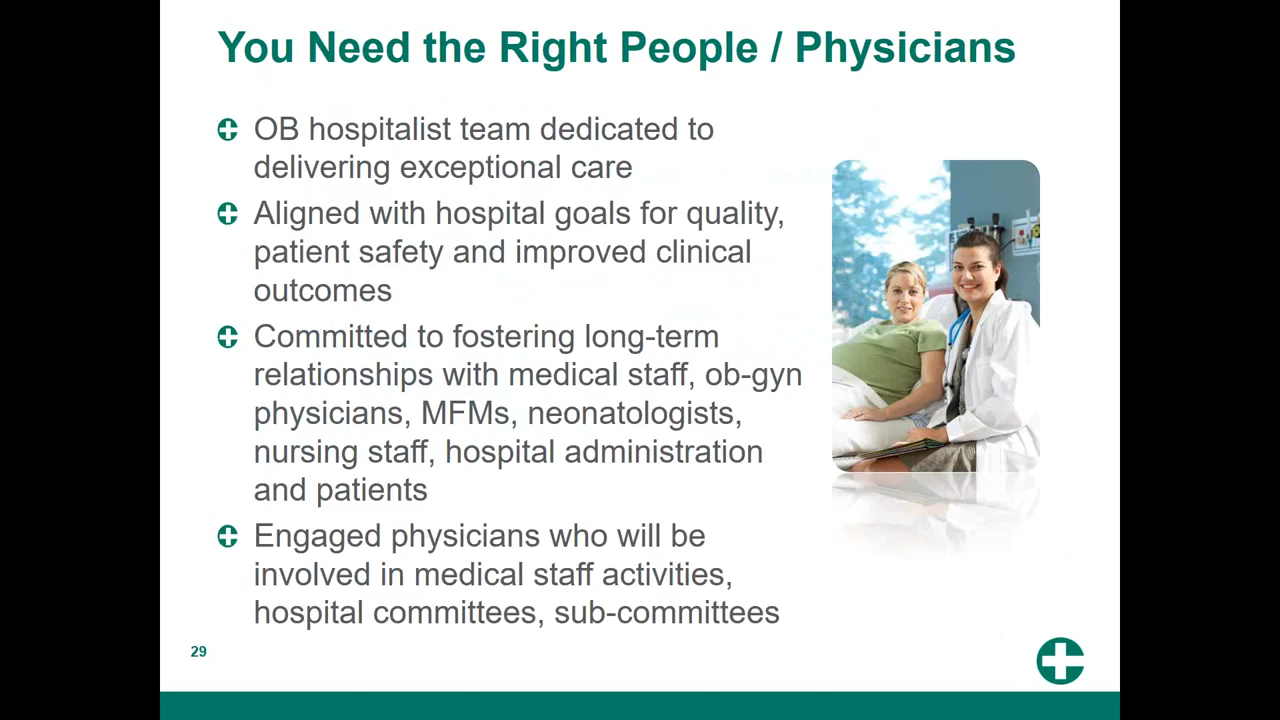 You Need the Right People / Physicians
OB hospitalist team dedicated to
delivering exceptional care
Aligned with hospital goals for quality,
patient safety and improved clinical
outcomes
Committed to fostering long-term
relationships with medical staff, ob-gyn
physicians, MFMs, neonatologists,
nursing staff, hospital administration
and patients
Engaged physicians who will be
involved in medical staff activities,
hospital committees, sub-committees
29